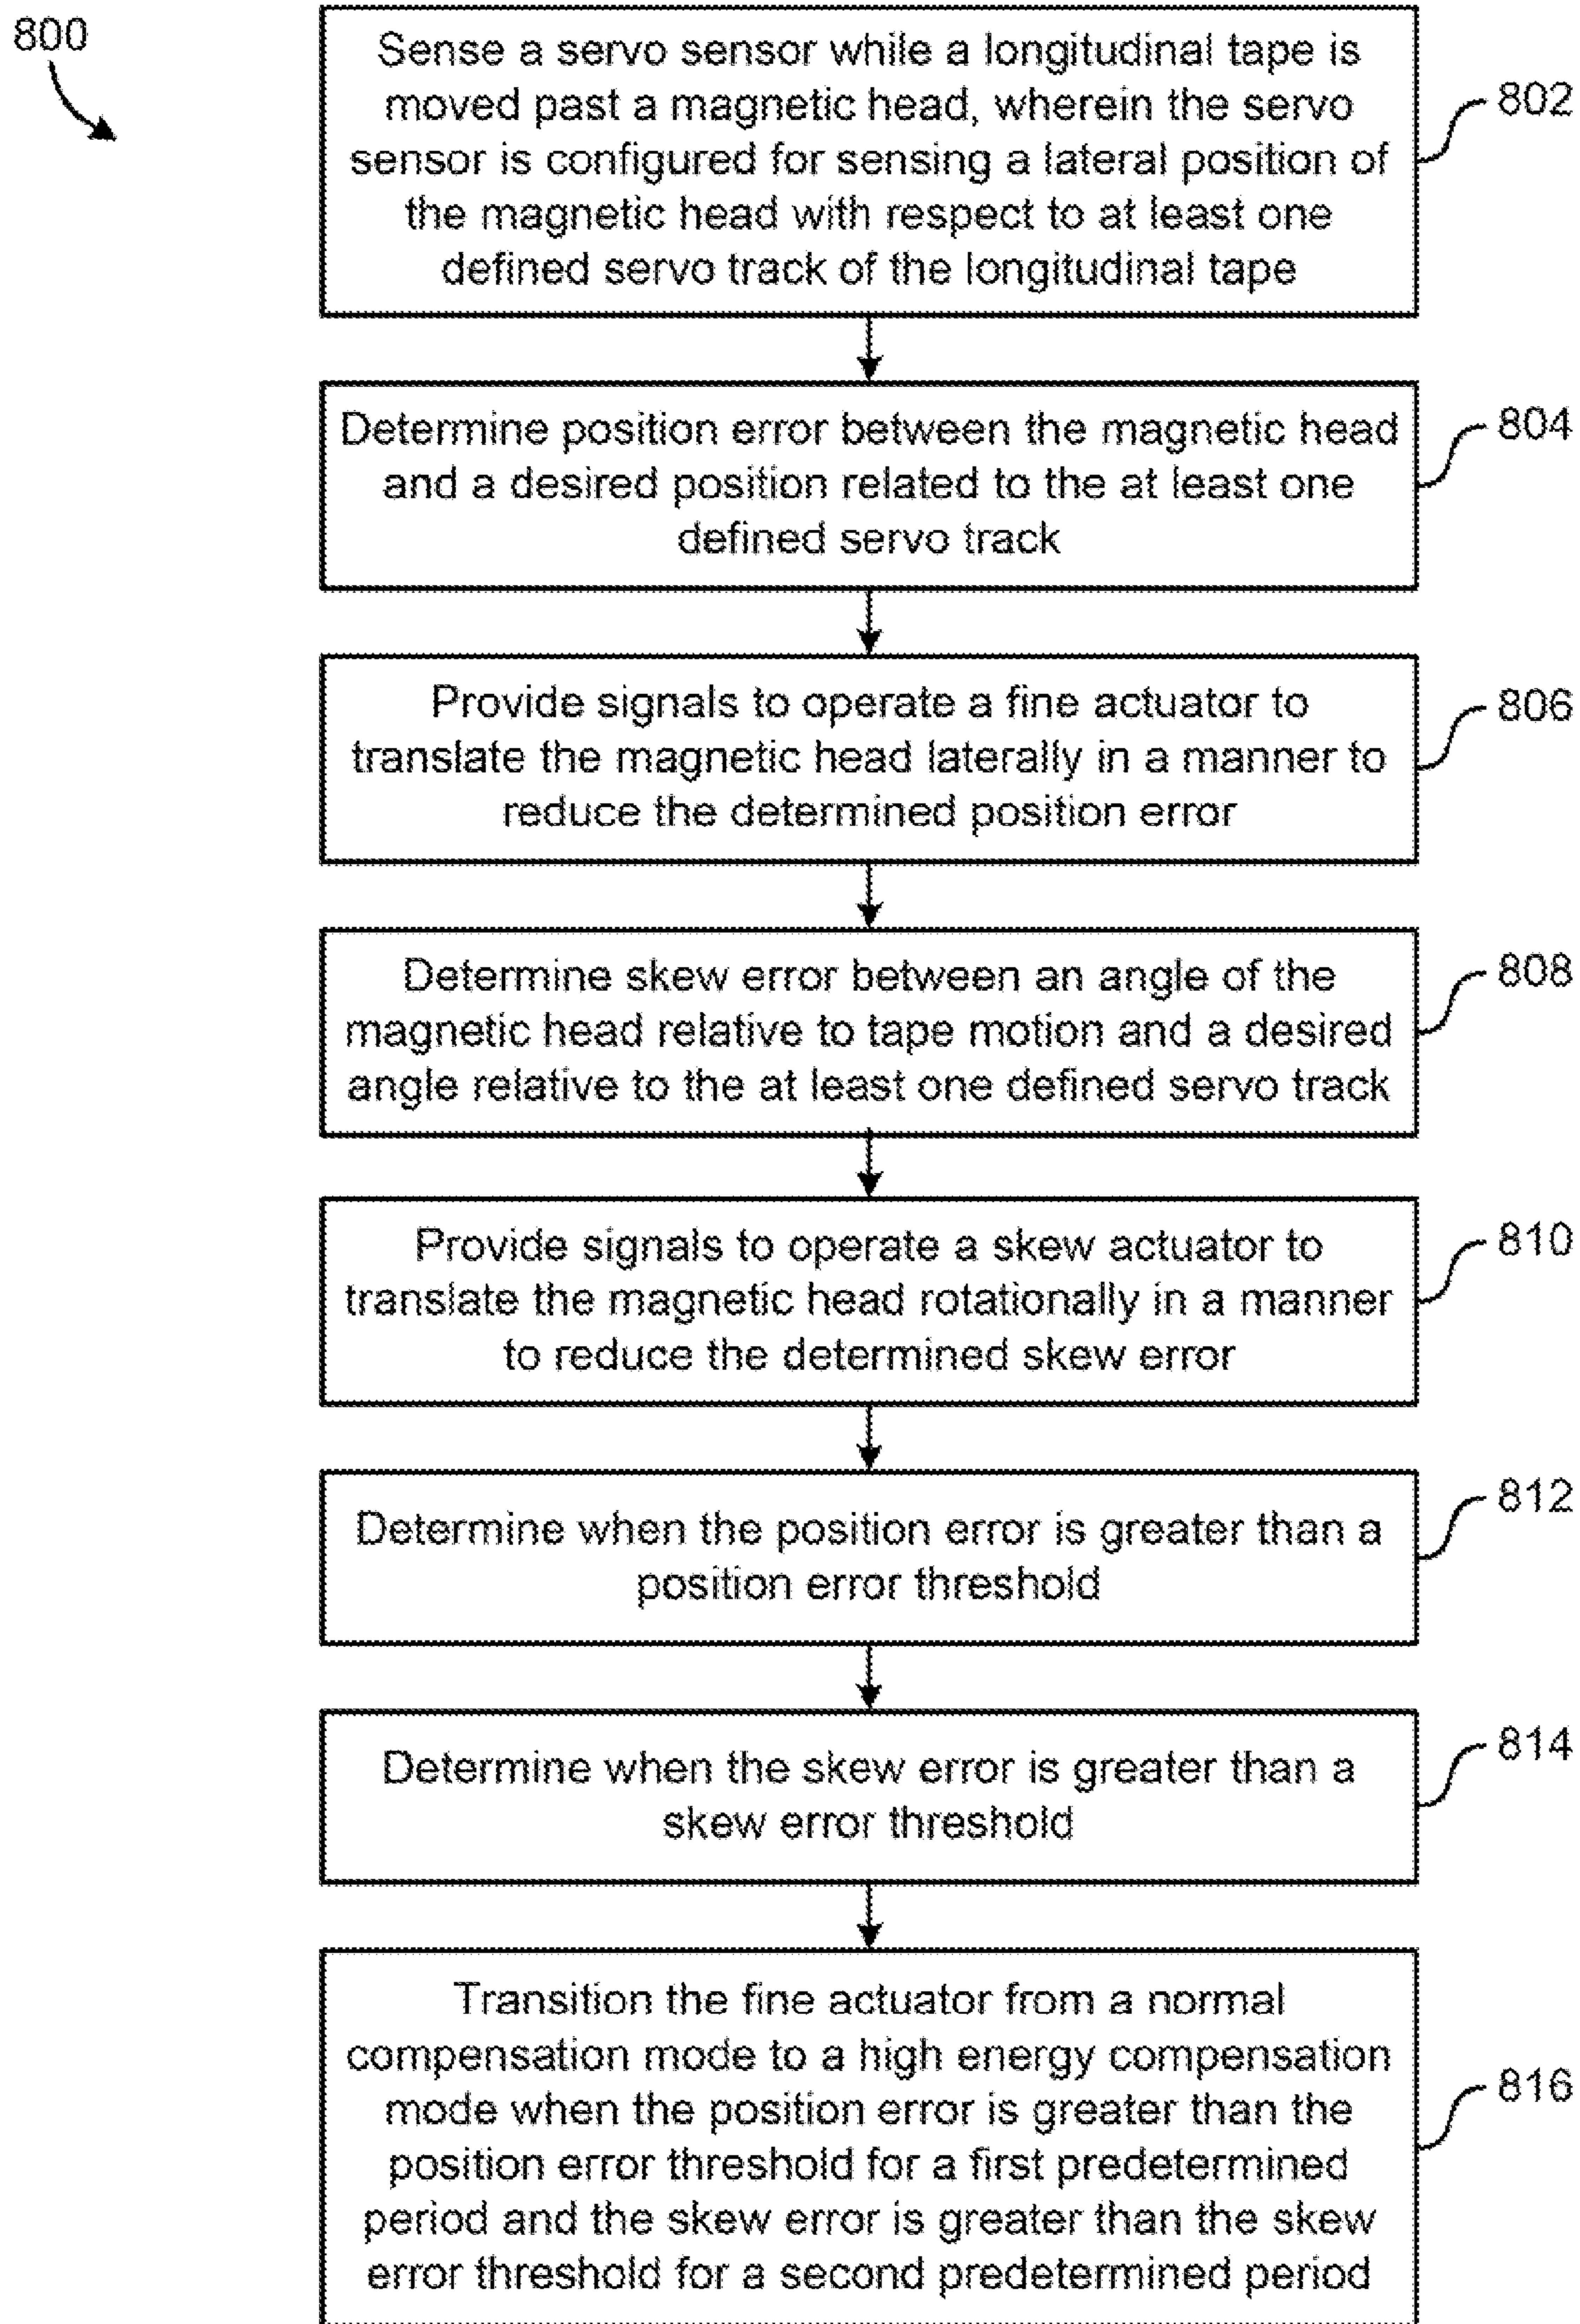 800
Sense a servo sensor while a longitudinal tape is
moved past a magnetic head, wherein the servo
sensor is configured for sensing a lateral position of
the magnetic head with respect to at least one
defined servo track of the longitudinal tape
802
Determine position error between the magnetic head
and a desired position related to the at least one
defined servo track
804
Provide signals to operate a fine actuator to
translate the magnetic head laterally in a manner to
reduce the determined position error
806
Determine skew error between an angle of the
magnetic head relative to tape motion and a desired
angle relative to the at least one defined servo track
808
Provide signals to operate a skew actuator to
translate the magnetic head rotationally in a manner
to reduce the determined skew error
810
Determine when the position error is greater than a
position error threshold
812
Determine when the skew error is greater than a
skew error threshold
814
Transition the fine actuator from a normal
compensation mode to a high energy compensation
mode when the position error is greater than the
position error threshold for a first predetermined
period and the skew error is greater than the skew
error threshold for a second predetermined period
816